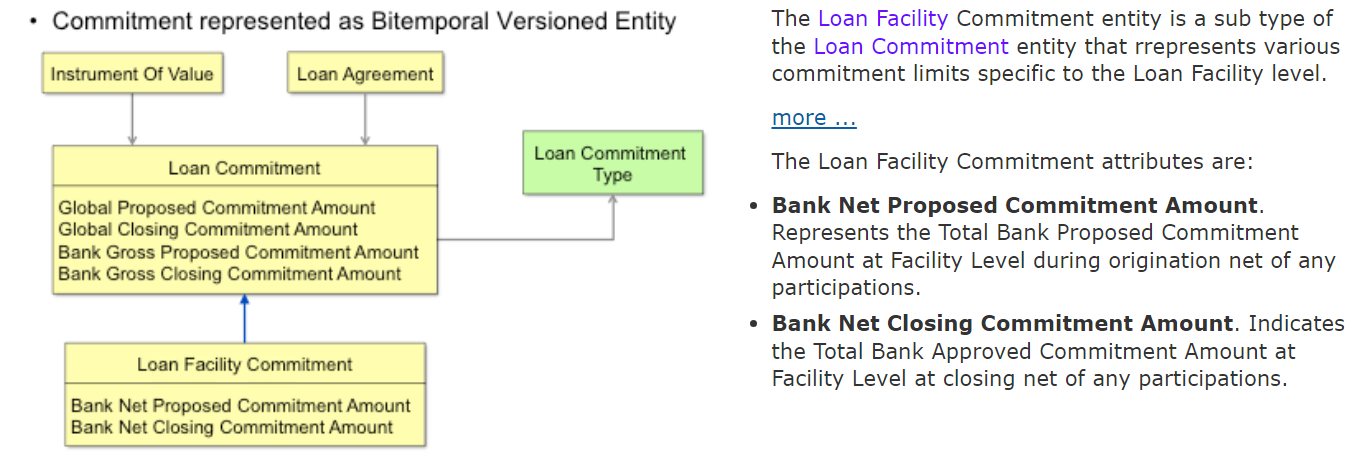 • Commitment represented as Bitemporal Versioned Entity
Instrument Of Value
Loan Agreement
Loan Commitment
Global Proposed Commitment Amount
Global Closing Commitment Amount
Bank Gross Proposed Commitment Amount
Bank Gross Closing Commitment Amount
Loan Commitment
Type
Loan Facility Commitment
Bank Net Proposed Commitment Amount
Bank Net Closing Commitment Amount
The Loan Facility Commitment entity is a sub type of
the Loan Commitment entity that rrepresents various
commitment limits specific to the Loan Facility level.
more ...
The Loan Facility Commitment attributes are:
• Bank Net Proposed Commitment Amount.
Represents the Total Bank Proposed Commitment
Amount at Facility Level during origination net of any
participations.
• Bank Net Closing Commitment Amount. Indicates
the Total Bank Approved Commitment Amount at
Facility Level at closing net of any participations.